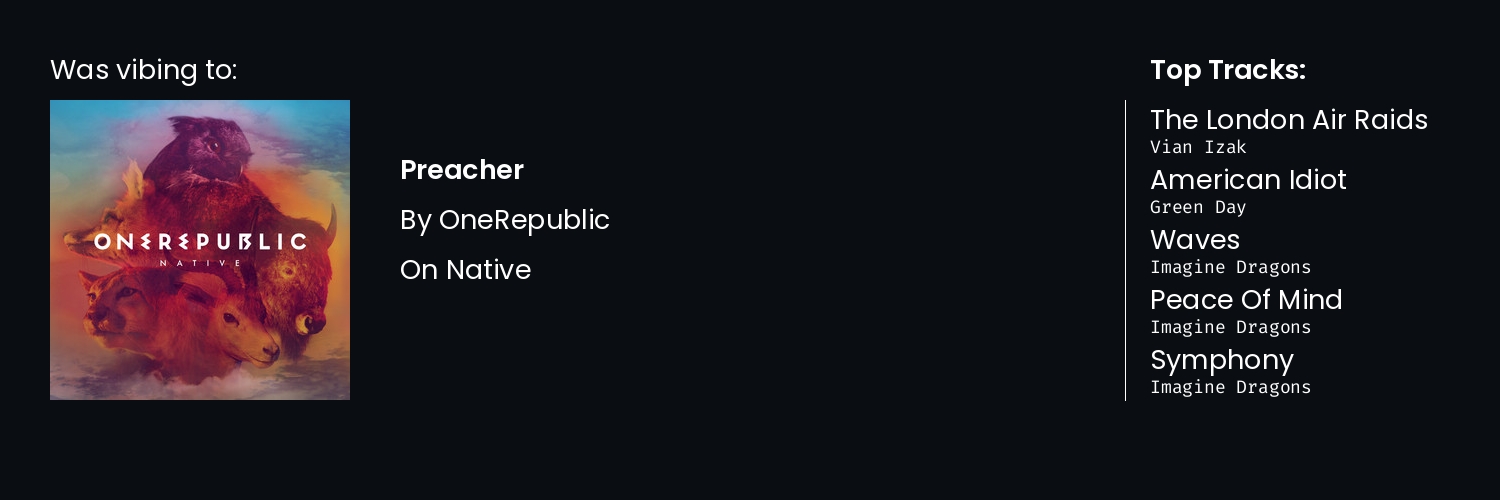 Was vibing to:
ONEREPUBLIC
NATIVE
Preacher
By OneRepublic
On Native
Top Tracks:
The London Air Raids
Vian Izak
American Idiot
Green Day
Waves
Imagine Dragons
Peace Of Mind
Imagine Dragons
Symphony
Imagine Dragons